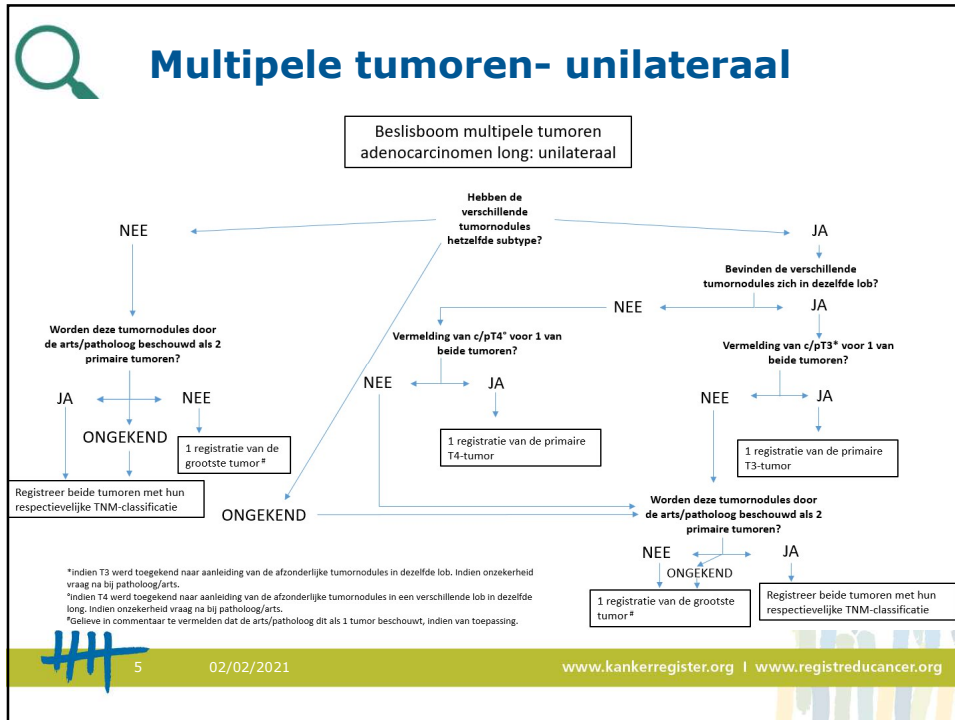 Multipele tumoren- unilateraal
Beslisboom multipele tumoren
adenocarcinomen long: unilateraal
Hebben de
verschillende
tumornodules
hetzelfde subtype?
NEE
JA
Bevinden de verschillende
tumornodules zich in dezelfde lob?
NEE
JA
Worden deze tumornodules door
de arts/patholoog beschouwd als 2
primaire tumoren?
Vermelding van c/pT4° voor 1 van
beide tumoren?
Vermelding van c/pT3* voor 1 van
beide tumoren?
JA
NEE
ONGEKEND
NEE
JA
NEE
JA
1 registratie van de
grootste tumor #
1 registratie van de primaire
T4-tumor
1 registratie van de primaire
T3-tumor
Registreer beide tumoren met hun
respectievelijke TNM-classificatie
ONGEKEND
Worden deze tumornodules door
de arts/patholoog beschouwd als 2
primaire tumoren?
NEE
JA
ONGEKEND
1 registratie van de grootste
tumor #
Registreer beide tumoren met hun
respectievelijke TNM-classificatie
*indien T3 werd toegekend naar aanleiding van de afzonderlijke tumornodules in dezelfde lob. Indien onzekerheid
vraag na bij patholoog/arts.
°indien T4 werd toegekend naar aanleiding van de afzonderlijke tumornodules in een verschillende lob in dezelfde
long. Indien onzekerheid vraag na bij patholoog/arts.
#Gelieve in commentaar te vermelden dat de arts/patholoog dit als 1 tumor beschouwt, indien van toepassing.
5 02/02/2021 www.kankerregister.org I www.registreducancer.org